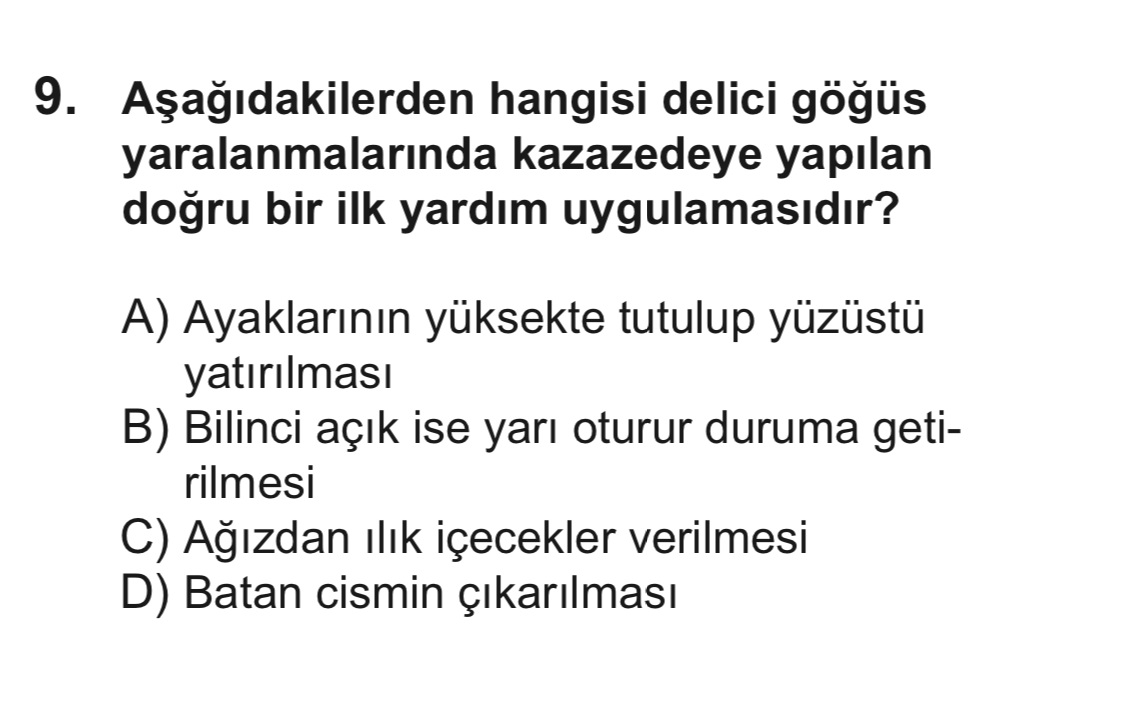 9. Aşağıdakilerden hangisi delici göğüs
yaralanmalarında kazazedeye yapılan
doğru bir ilk yardım uygulamasıdır?
A) Ayaklarının yüksekte tutulup yüzüstü
yatırılması
B) Bilinci açık ise yarı oturur duruma geti-
rilmesi
C) Ağızdan ılık içecekler verilmesi
D) Batan cismin çıkarılması